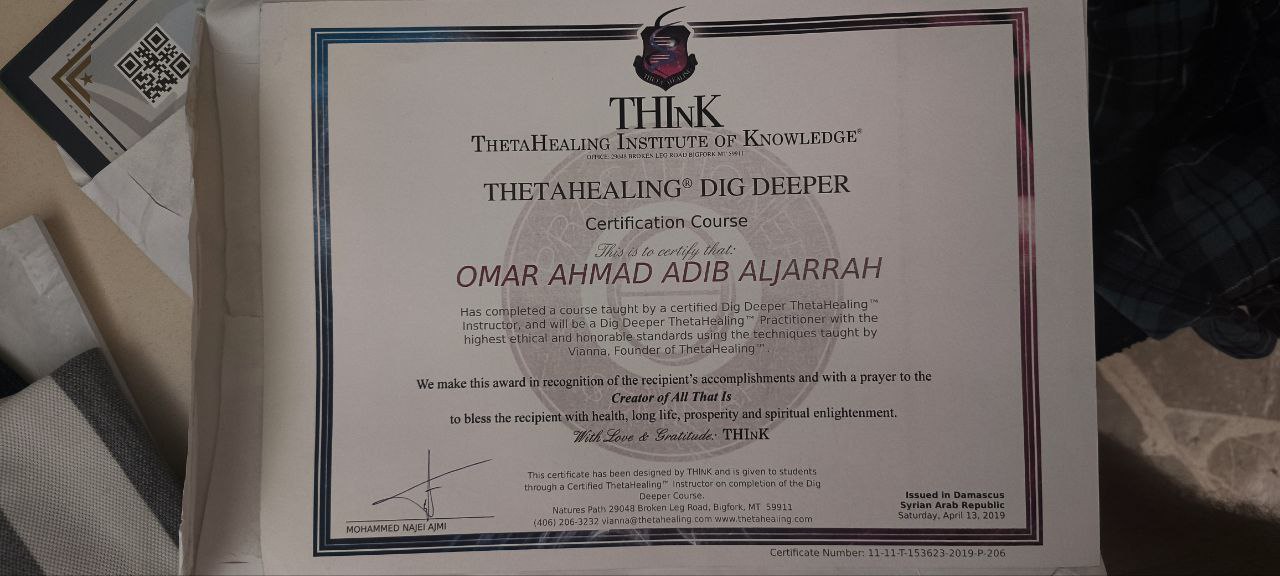 THETA HEALING
THInK
ThetaHealing Institute of Knowledge®
OFFICE: 29048 BROKEN LEG ROAD BIGFORK MT 59911
THETAHEALING® DIG DEEPER
Certification Course
This is to certify that:
OMAR AHMAD ADIB ALJARRAH
Has completed a course taught by a certified Dig Deeper ThetaHealing™
Instructor, and will be a Dig Deeper ThetaHealing™ Practitioner with the
highest ethical and honorable standards using the techniques taught by
Vianna, Founder of ThetaHealing™.
We make this award in recognition of the recipient's accomplishments and with a prayer to the
Creator of All That Is
to bless the recipient with health, long life, prosperity and spiritual enlightenment.
With Love & Gratitude: THInK
This certificate has been designed by THInK and is given to students
through a Certified ThetaHealing™ Instructor on completion of the Dig
Deeper Course.
Natures Path 29048 Broken Leg Road, Bigfork, MT 59911
(406) 206-3232 vianna@thetahealing.com www.thetahealing.com
MOHAMMED NAJEI AJMI
Issued in Damascus
Syrian Arab Republic
Saturday, April 13, 2019
Certificate Number: 11-11-T-153623-2019-P-206